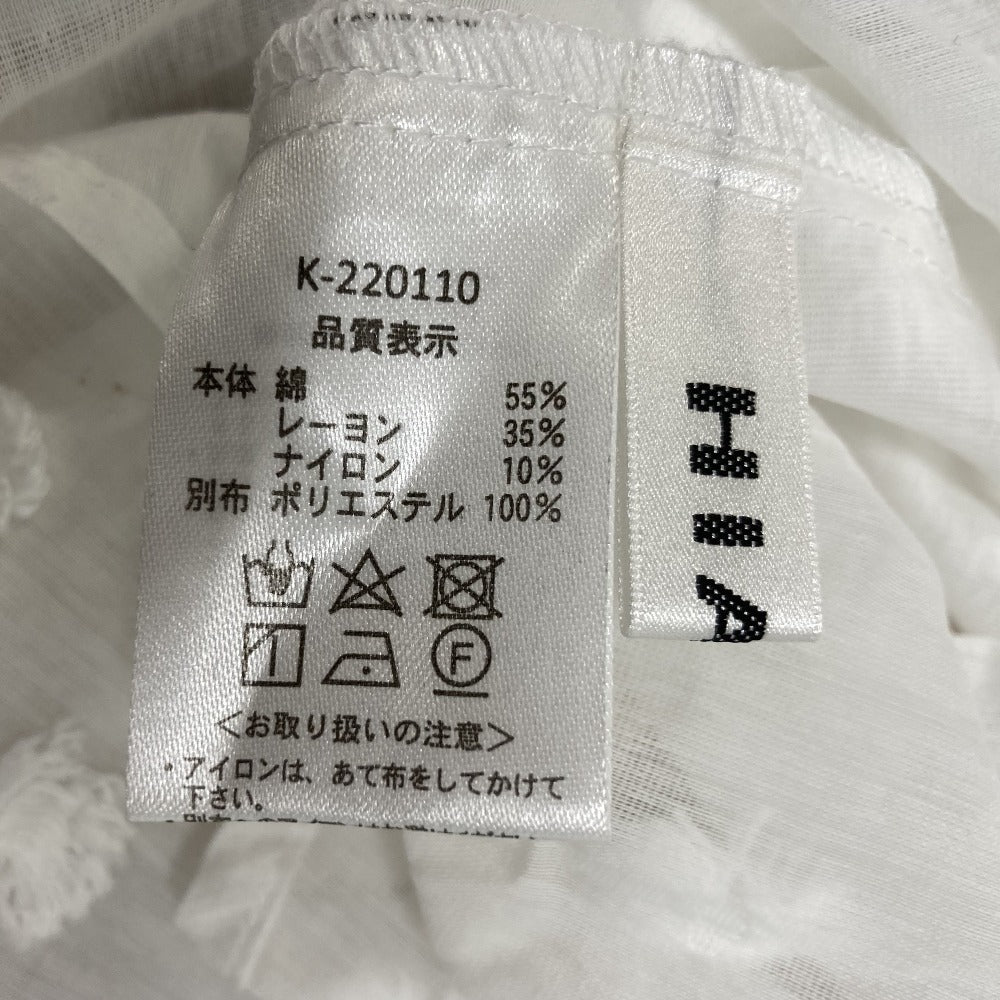 K-220110
品質表示
本体 綿 55%
レーヨン 35%
ナイロン 10%
別布 ポリエステル 100%
F
<お取り扱いの注意>
・アイロンは、あて布をしてかけて
下さい。
HIA